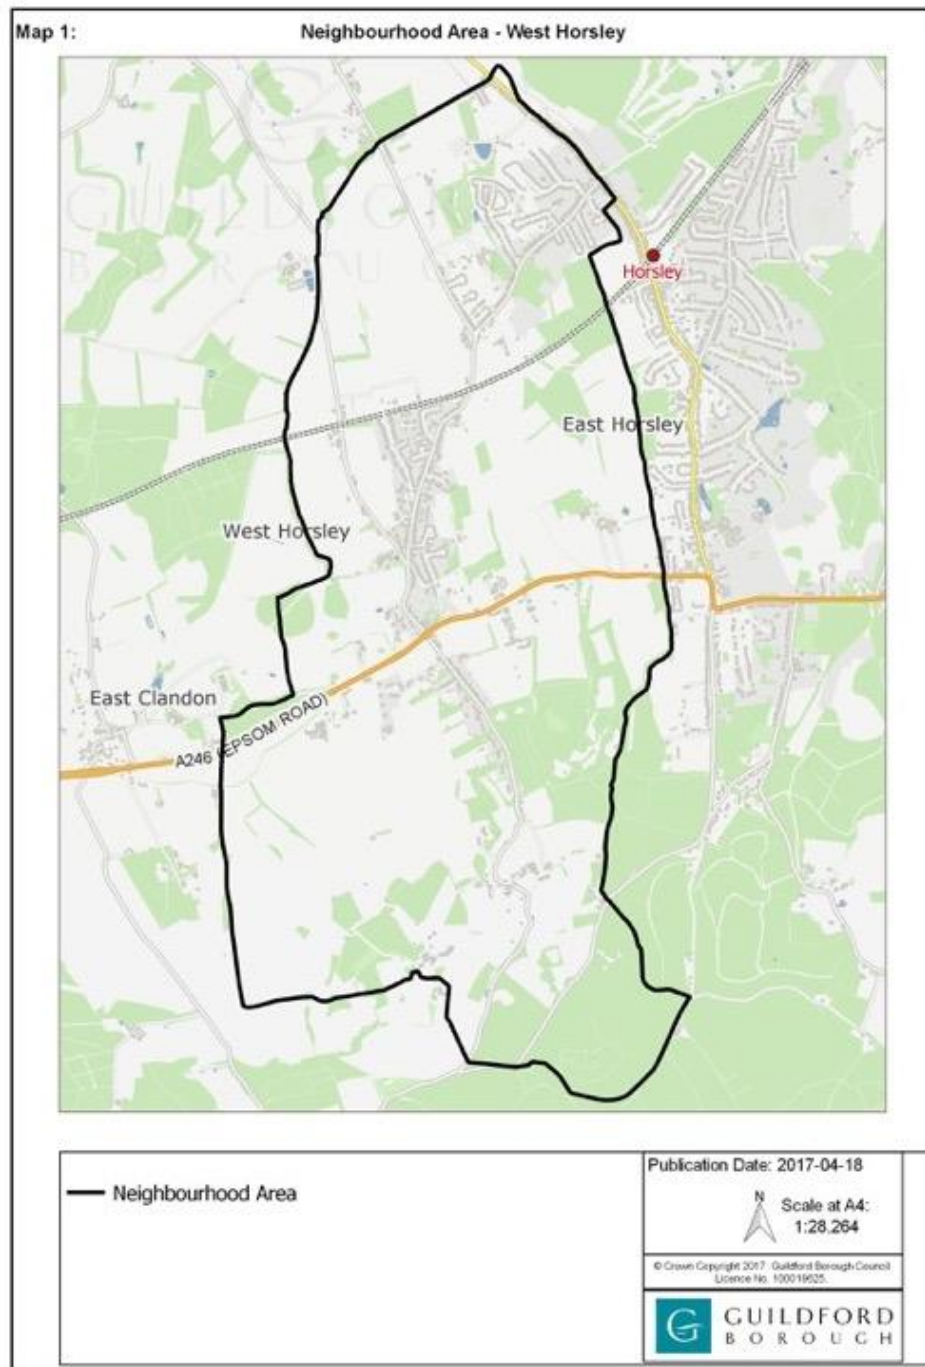 Map 1:
Neighbourhood Area - West Horsley
GUILDFORD
BOROUGH
Horsley
East Horsley
West Horsley
East Clandon
A246 (EPSOM ROAD)
Neighbourhood Area
Publication Date: 2017-04-18
N
Scale at A4:
1:28,264
© Crown Copyright 2017. Guildford Borough Council
Licence No. 100019625.
G
GUILDFORD
BOROUGH